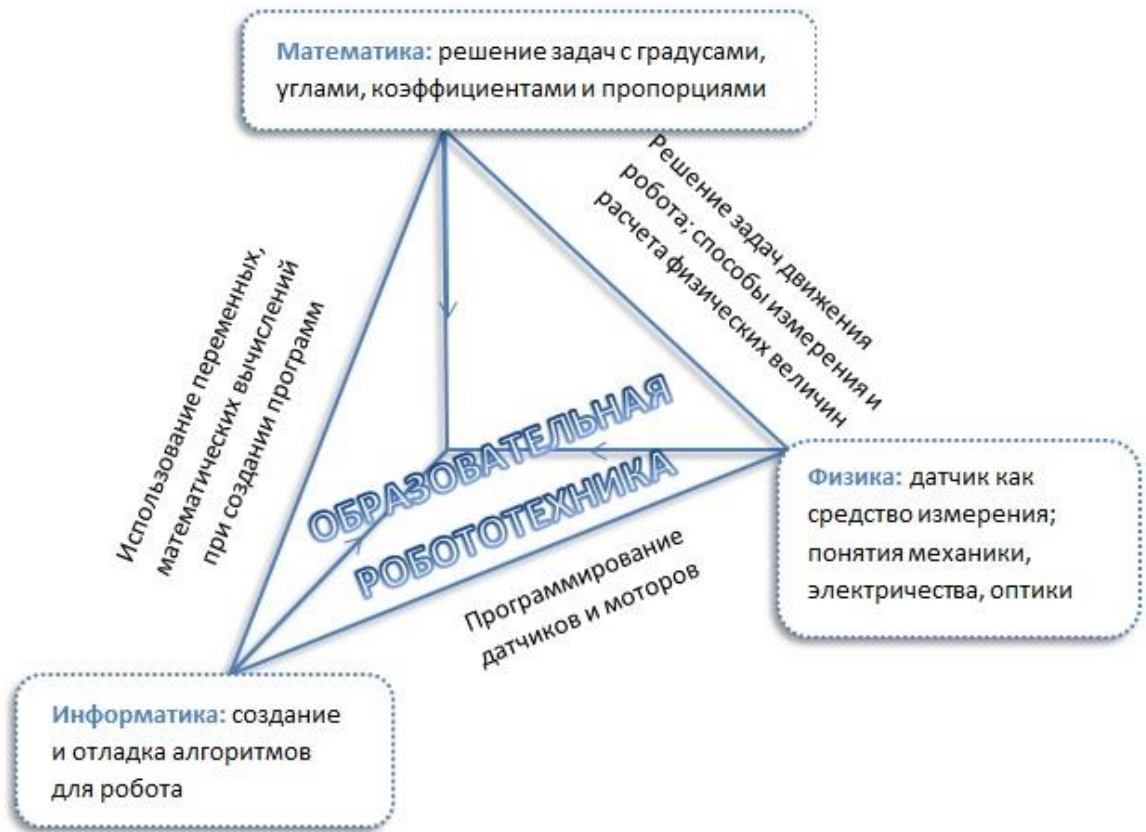 Математика: решение задач с градусами,
углами, коэффициентами и пропорциями
Решение задач движения
робота; способы измерения и
расчета физических величин
Использование переменных,
математических вычислений
при создании программ
ОБРАЗОВАТЕЛЬНАЯ
РОБОТОТЕХНИКА
Физика: датчик как
средство измерения;
понятия механики,
электричества, оптики
Программирование
датчиков и моторов
Информатика: создание
и отладка алгоритмов
для робота